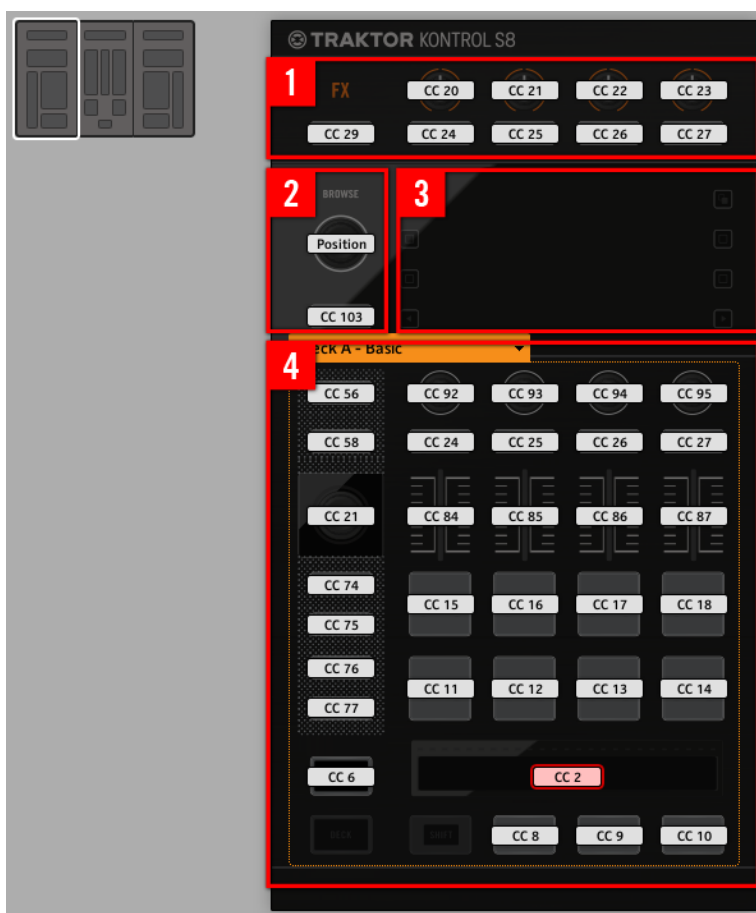 TRAKTOR KONTROL S8
1
FX
CC 20 CC 21 CC 22 CC 23
CC 29 CC 24 CC 25 CC 26 CC 27
2 3
BROWSE
Position
CC 103
Deck A - Basic
4
CC 56 CC 92 CC 93 CC 94 CC 95
CC 58 CC 24 CC 25 CC 26 CC 27
CC 21 CC 84 CC 85 CC 86 CC 87
CC 74
CC 15 CC 16 CC 17 CC 18
CC 75
CC 76
CC 11 CC 12 CC 13 CC 14
CC 77
CC 6 CC 2
DECK SHIFT CC 8 CC 9 CC 10